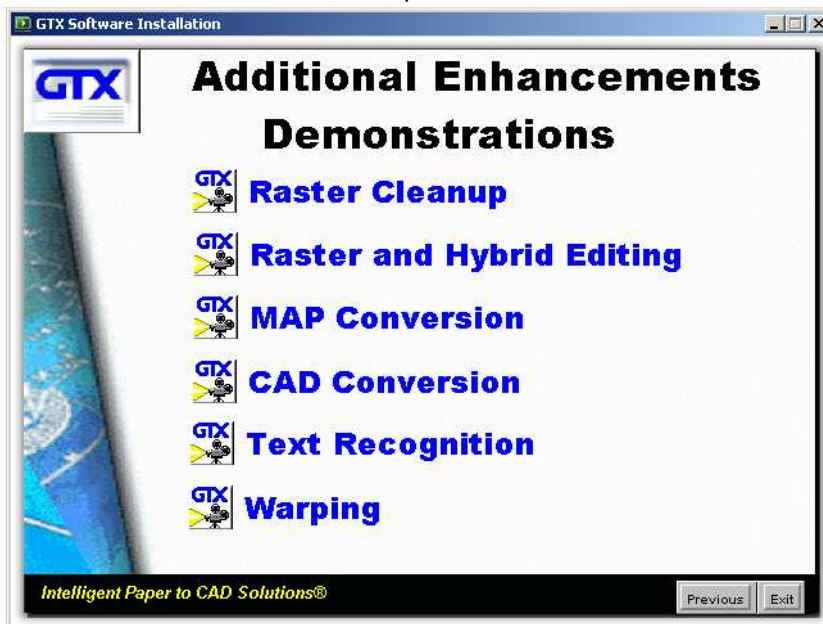 GTX Software Installation
GTX
Additional Enhancements
Demonstrations
GTX
Raster Cleanup
GTX
Raster and Hybrid Editing
GTX
MAP Conversion
GTX
CAD Conversion
GTX
Text Recognition
GTX
Warping
Intelligent Paper to CAD Solutions®
Previous
Exit